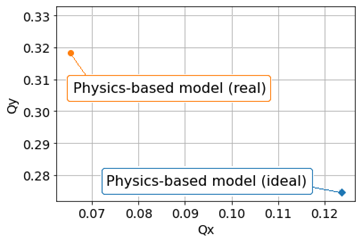 0.33
0.32
0.31
0.30
0.29
0.28
Qy
Physics-based model (real)
Physics-based model (ideal)
0.07 0.08 0.09 0.10 0.11 0.12
Qx